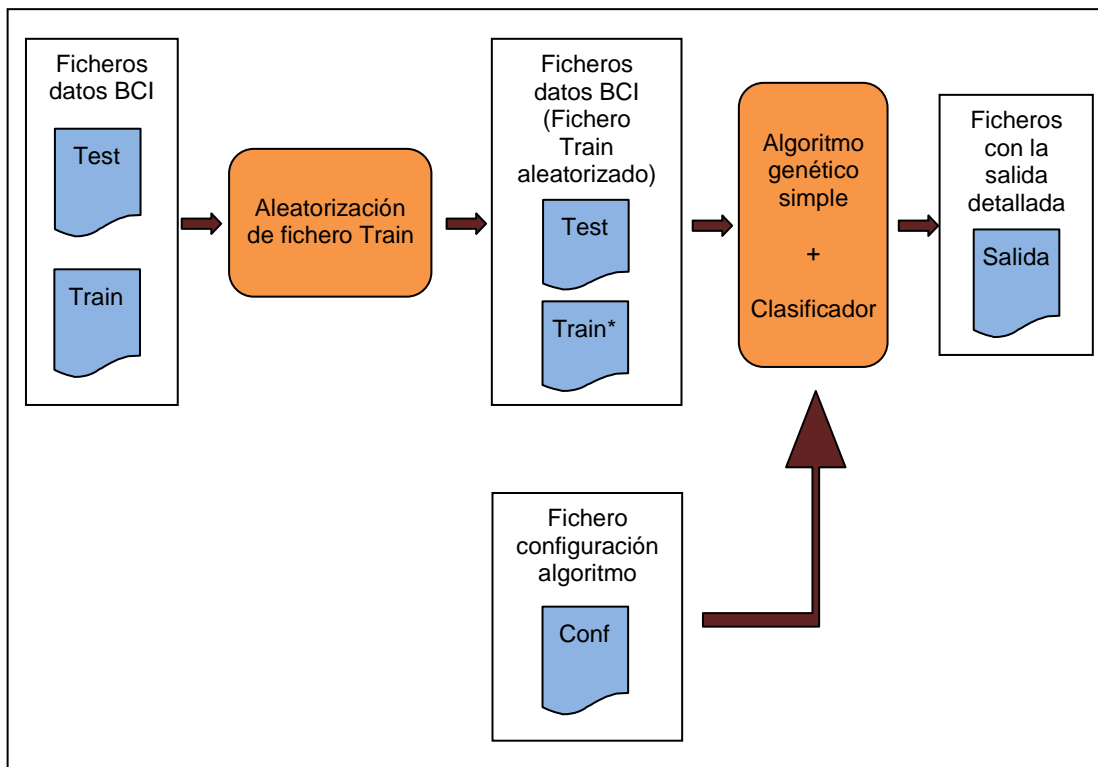 Ficheros
datos BCI
Test
Train
Aleatorización
de fichero Train
Ficheros
datos BCI
(Fichero
Train
aleatorizado)
Test
Train*
Algoritmo
genético
simple
+
Clasificador
Ficheros
con la
salida
detallada
Salida
Fichero
configuración
algoritmo
Conf